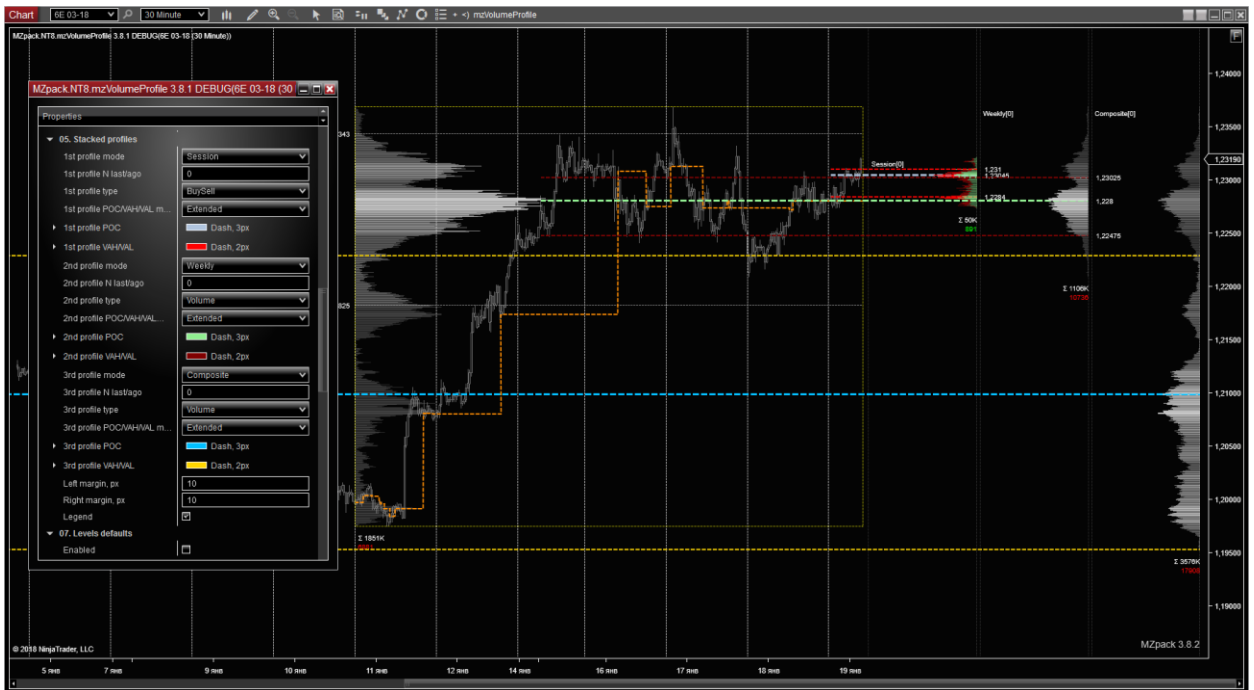 Chart 6E 03-18 30 Minute mzVolumeProfile
MZpack.NT8.mzVolumeProfile 3.8.1 DEBUG(6E 03-18 (30 Minute))
F
MZpack.NT8.mzVolumeProfile 3.8.1 DEBUG(6E 03-18 (30
Properties
05. Stacked profiles
1st profile mode Session
1st profile N last/ago 0
1st profile type BuySell
1st profile POC/VAH/VAL m... Extended
1st profile POC Dash, 3px
1st profile VAH/VAL Dash, 2px
2nd profile mode Weekly
2nd profile N last/ago 0
2nd profile type Volume
2nd profile POC/VAH/VAL... Extended
2nd profile POC Dash, 3px
2nd profile VAH/VAL Dash, 2px
3rd profile mode Composite
3rd profile N last/ago 0
3rd profile type Volume
3rd profile POC/VAH/VAL m... Extended
3rd profile POC Dash, 3px
3rd profile VAH/VAL Dash, 2px
Left margin, px 10
Right margin, px 10
Legend
07. Levels defaults
Enabled
343
825
Σ 1851K
Session[0]
1,231
1,2284
Σ 50K
891
Weekly[0]
1,23025
1,228
1,22475
Σ 1106K
10736
Composite[0]
Σ 3576K
1,24000
1,23500
1,23190
1,23000
1,22500
1,22000
1,21500
1,21000
1,20500
1,20000
1,19500
1,19000
MZpack 3.8.2
© 2018 NinjaTrader, LLC
5 янв 7 янв 9 янв 10 янв 11 янв 12 янв 14 янв 16 янв 17 янв 18 янв 19 янв